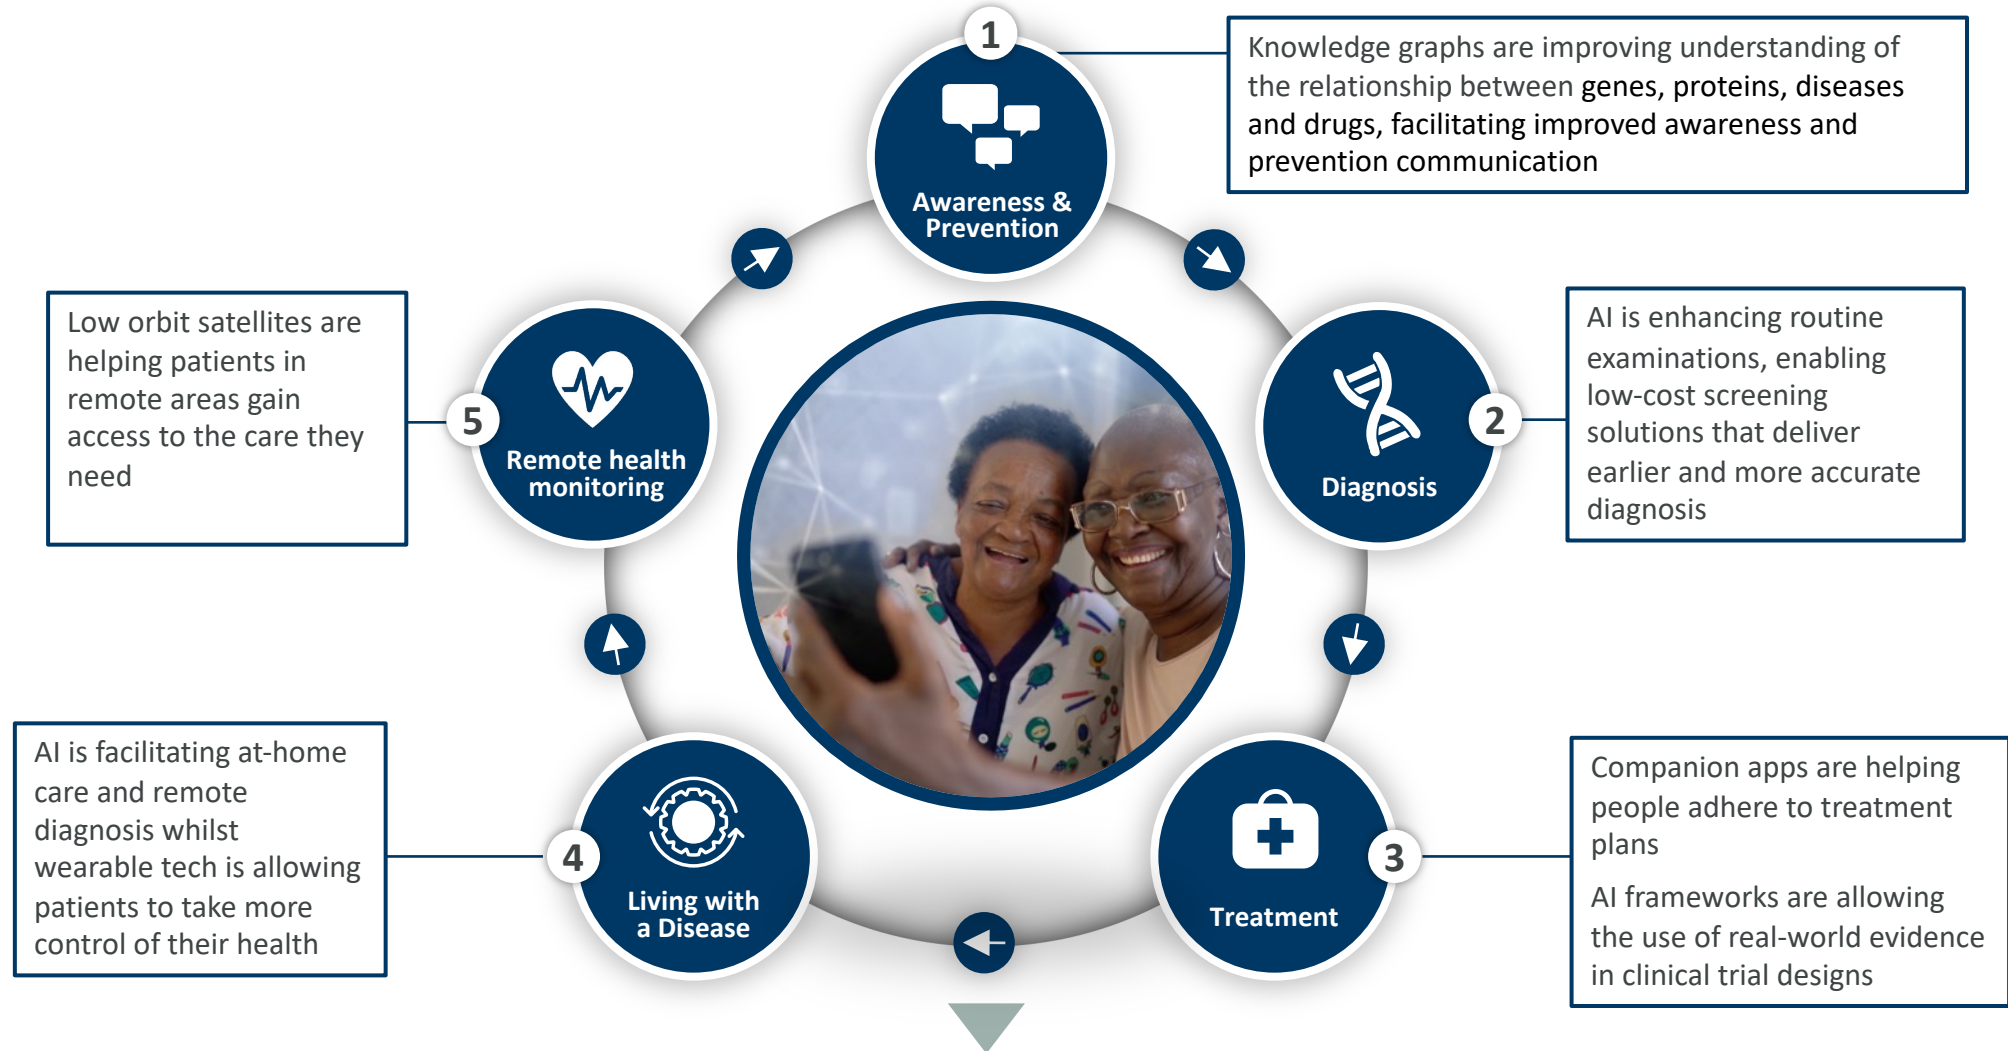 1
Awareness &
Prevention
Knowledge graphs are improving understanding of
the relationship between genes, proteins, diseases
and drugs, facilitating improved awareness and
prevention communication
2
Diagnosis
AI is enhancing routine
examinations, enabling
low-cost screening
solutions that deliver
earlier and more accurate
diagnosis
3
Treatment
Companion apps are helping
people adhere to treatment
plans
AI frameworks are allowing
the use of real-world evidence
in clinical trial designs
4
Living with
a Disease
AI is facilitating at-home
care and remote
diagnosis whilst
wearable tech is allowing
patients to take more
control of their health
5
Remote health
monitoring
Low orbit satellites are
helping patients in
remote areas gain
access to the care they
need